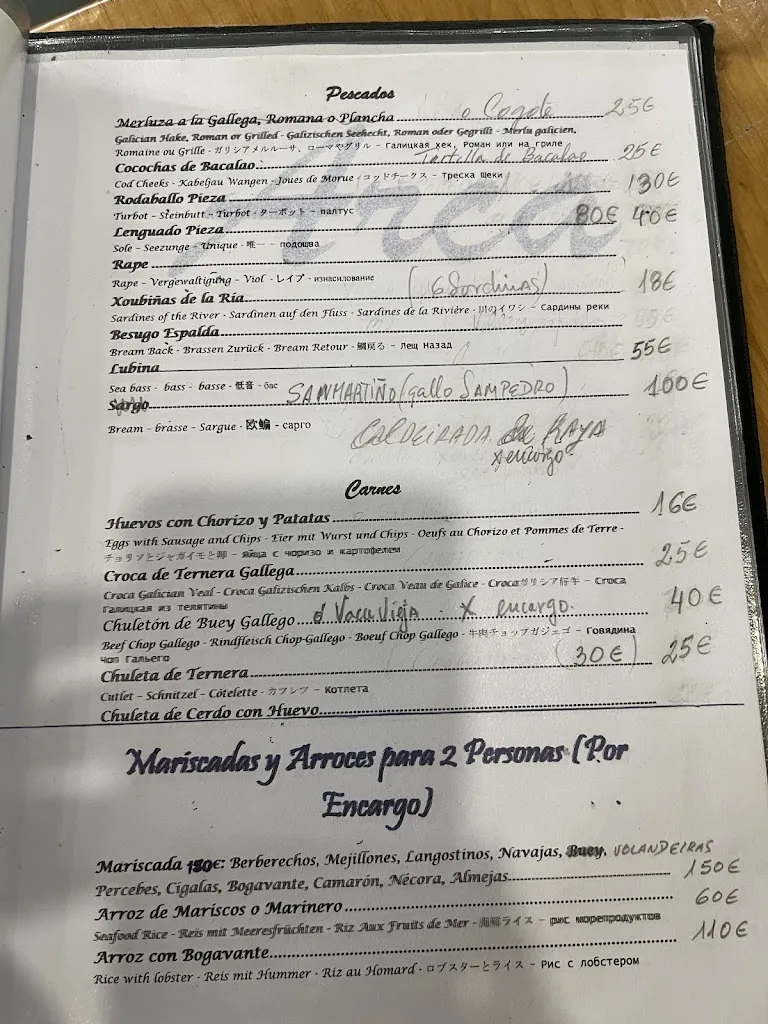 Pescados
Merluza a la Gallega, Romana o Plancha........ o Cogote 25€
Galician Hake, Roman or Grilled - Galizischen Seehecht, Roman oder Gegrillt - Merlu galicien,
Romaine ou Grille - ガリシアメルルーサ、ローマやグリル - галицкая хек, Роман или на гриле
Cocochas de Bacalao........ Tortilla de Bacalao 25€
Cod Cheeks - Kabeljau Wangen - Joues de Morue - コッドチークス - треска щеки
Rodaballo Pieza........ 130€
Turbot - Steinbutt - Turbot - ターボット - палтус
Lenguado Pieza........ 80€ 40€
Sole - Seezunge - Unique - 唯一 - подошва
Rape........
Rape - Vergewaltigung - Viol - レイプ - изнасилование
Xoubiñas de la Ria........ (6 Sardinas) 18€
Sardines of the River - Sardinen auf den Fluss - Sardines de la Rivière - 川のイワシ - Сардины реки
Besugo Espalda........
Bream Back - Brassen Zurück - Bream Retour - 鯛戻る - лещ назад
Lubina........ 55€
Sea bass - bass - basse - 低音 - бас
SANMARTIÑO (gallo SAMPEDRO) 100€
Sargo........
Bream - brasse - Sargue - 欧鳊 - сарго
CALDEIRADA de RAYA
x encargo
Carnes
Huevos con Chorizo y Patatas........ 16€
Eggs with Sausage and Chips - Eier mit Wurst und Chips - Oeufs au Chorizo et Pommes de Terre -
チョリソとジャガイモと卵 - яйца с чоризо и картофелем
Croca de Ternera Gallega........ 25€
Croca Galician Veal - Croca Galizischen Kalbs - Croca Veau de Galice - Crocaガリシア仔牛 - Croca
Галицкая из телятины
Chuletón de Buey Gallego.... o Vaca Vieja . x encargo. 40€
Beef Chop Gallego - Rindfleisch Chop-Gallego - Boeuf Chop Gallego - 牛肉チョップガジェゴ - Говядина
Чоп Гальего
Chuleta de Ternera........ (30€) 25€
Cutlet - Schnitzel - Côtelette - カツレツ - Котлета
Chuleta de Cerdo con Huevo........
Mariscadas y Arroces para 2 Personas (Por
Encargo)
Mariscada 150€: Berberechos, Mejillones, Langostinos, Navajas, Buey, VOLANDEIRAS
Percebes, Cigalas, Bogavante, Camarón, Nécora, Almejas........ 150€
Arroz de Mariscos o Marinero........ 60€
Seafood Rice - Reis mit Meeresfrüchten - Riz Aux Fruits de Mer - 海鮮ライス - рис морепродуктов
Arroz con Bogavante........ 110€
Rice with lobster - Reis mit Hummer - Riz au Homard - ロブスターとライス - Рис с лобстером